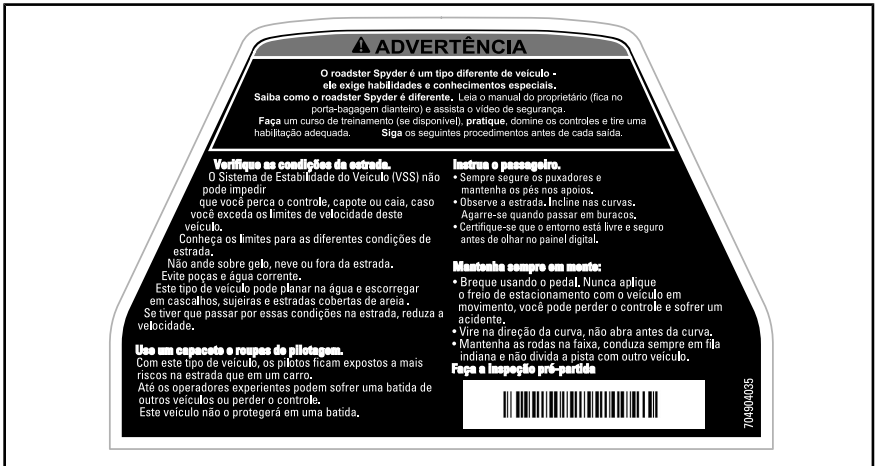 ADVERTÊNCIA
O roadster Spyder é um tipo diferente de veículo -
ele exige habilidades e conhecimentos especiais.
Saiba como o roadster Spyder é diferente. Leia o manual do proprietário (fica no
porta-bagagem dianteiro) e assista o vídeo de segurança.
Faça um curso de treinamento (se disponível), pratique, domine os controles e tire uma
habilitação adequada. Siga os seguintes procedimentos antes de cada saída.
Verifique as condições da estrada.
O Sistema de Estabilidade do Veículo (VSS) não
pode impedir
que você perca o controle, capote ou caia, caso
você exceda os limites de velocidade deste
veículo.
Conheça os limites para as diferentes condições de
estrada.
Não ande sobre gelo, neve ou fora da estrada.
Evite poças e água corrente.
Este tipo de veículo pode planar na água e escorregar
em cascalhos, sujeiras e estradas cobertas de areia .
Se tiver que passar por essas condições na estrada, reduza a
velocidade.
Use um capacete e roupas de pilotagem.
Com este tipo de veículo, os pilotos ficam expostos a mais
riscos na estrada que em um carro.
Até os operadores experientes podem sofrer uma batida de
outros veículos ou perder o controle.
Este veículo não o protegerá em uma batida.
Instrua o passageiro.
• Sempre segure os puxadores e
mantenha os pés nos apoios.
• Observe a estrada. Incline nas curvas.
Agarre-se quando passar em buracos.
• Certifique-se que o entorno está livre e seguro
antes de olhar no painel digital.
Mantenha sempre em mente:
• Breque usando o pedal. Nunca aplique
o freio de estacionamento com o veículo em
movimento, você pode perder o controle e sofrer um
acidente.
• Vire na direção da curva, não abra antes da curva.
• Mantenha as rodas na faixa, conduza sempre em fila
indiana e não divida a pista com outro veículo.
Faça a inspeção pré-partida
704904035